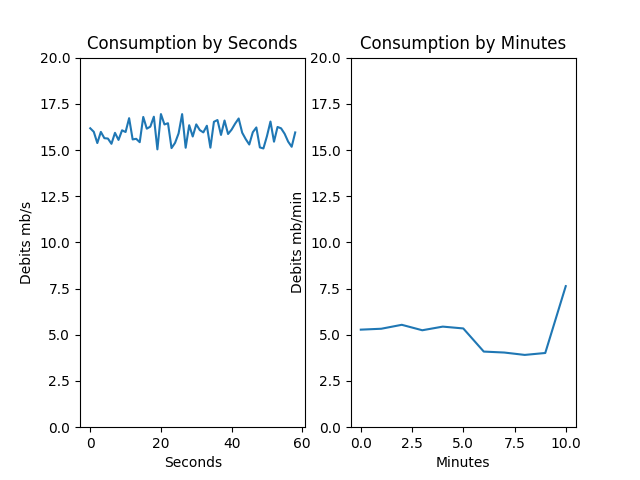 Consumption by Seconds
20.0
17.5
15.0
12.5
10.0
7.5
5.0
2.5
0.0
Debits mb/s
0 20 40 60
Seconds
Consumption by Minutes
20.0
17.5
15.0
12.5
10.0
7.5
5.0
2.5
0.0
Debits mb/min
0.0 2.5 5.0 7.5 10.0
Minutes